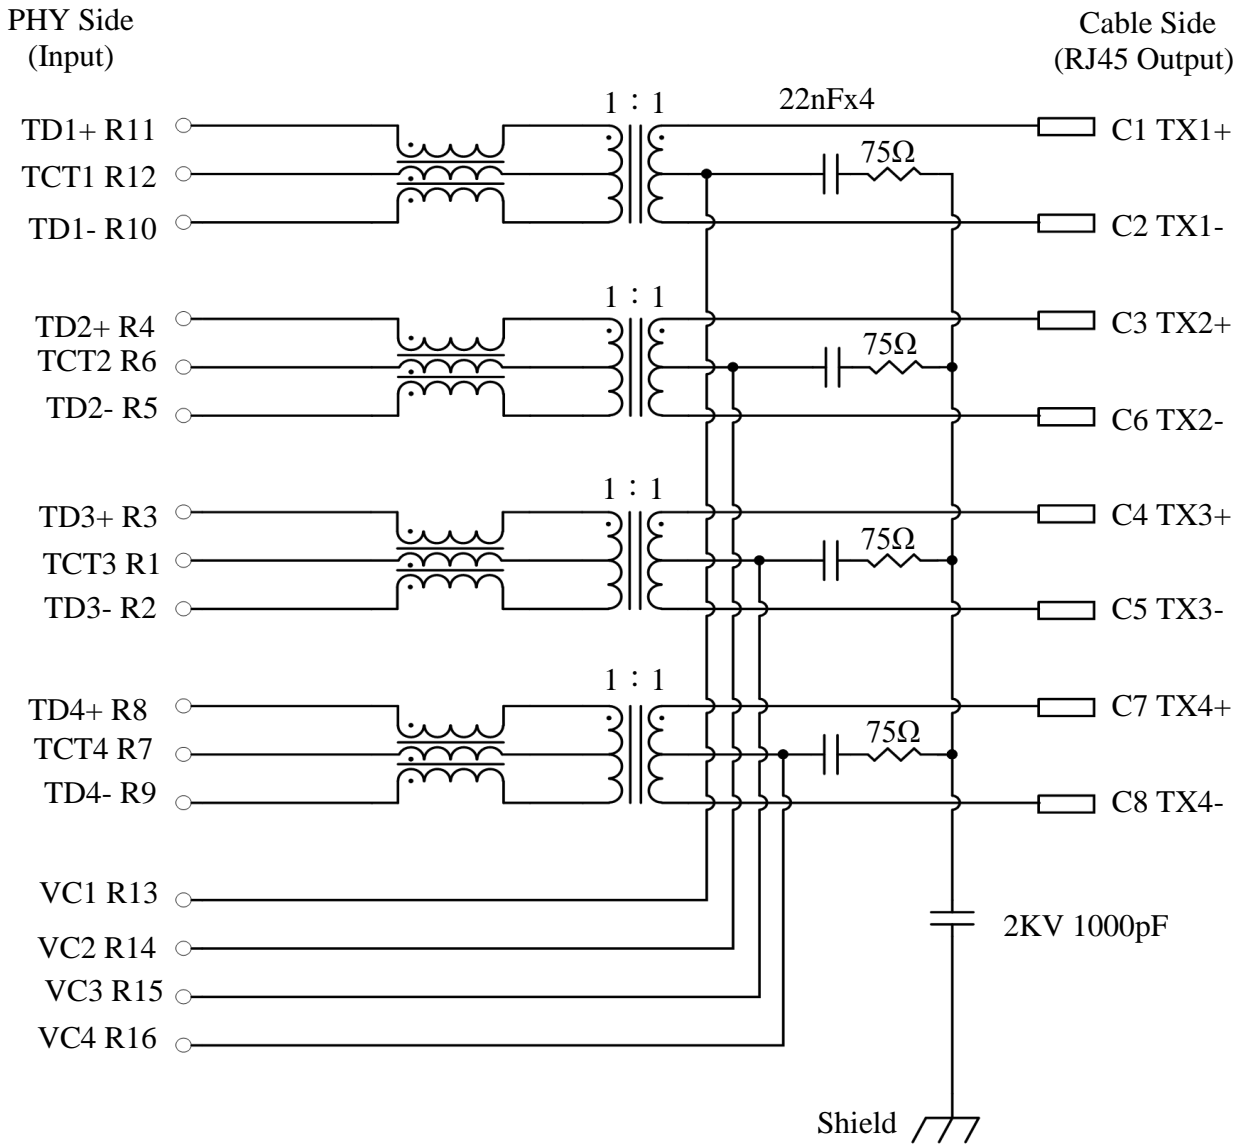 PHY Side
(Input)
Cable Side
(RJ45 Output)
1 : 1
22nFx4
TD1+ R11
C1 TX1+
75Ω
TCT1 R12
TD1- R10
C2 TX1-
1 : 1
TD2+ R4
C3 TX2+
75Ω
TCT2 R6
TD2- R5
C6 TX2-
1 : 1
TD3+ R3
C4 TX3+
75Ω
TCT3 R1
TD3- R2
C5 TX3-
1 : 1
TD4+ R8
C7 TX4+
75Ω
TCT4 R7
TD4- R9
C8 TX4-
VC1 R13
2KV 1000pF
VC2 R14
VC3 R15
VC4 R16
Shield